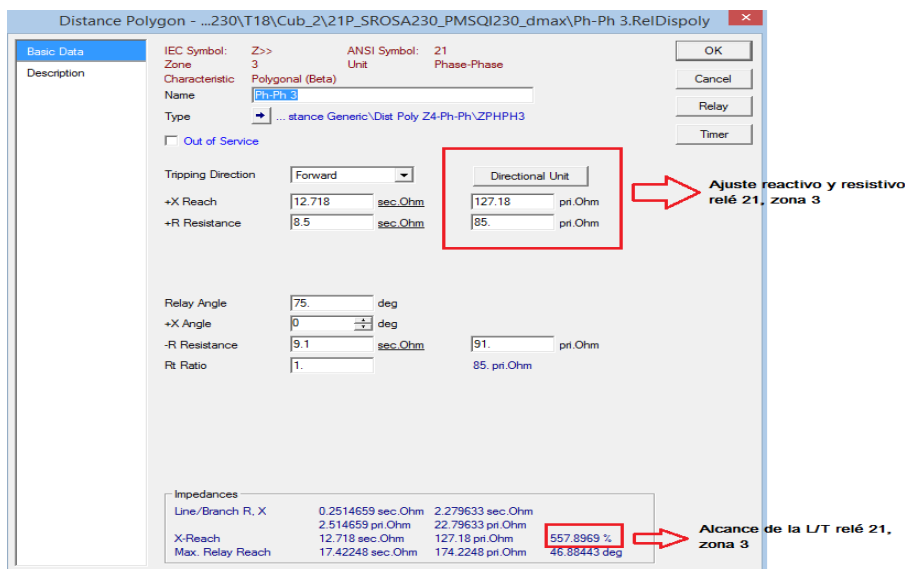 Distance Polygon - ...230\T18\Cub_2\21P_SROSA230_PMSQI230_dmax\Ph-Ph 3.RelDispoly
Basic Data
Description
IEC Symbol: Z>> ANSI Symbol: 21
Zone 3 Unit Phase-Phase
Characteristic Polygonal (Beta)
Name Ph-Ph 3
Type ... stance Generic\Dist Poly Z4-Ph-Ph\ZPHPH3
Out of Service
OK
Cancel
Relay
Timer
Tripping Direction Forward Directional Unit
+X Reach 12.718 sec.Ohm 127.18 pri.Ohm
+R Resistance 8.5 sec.Ohm 85. pri.Ohm
Ajuste reactivo y resistivo
relé 21, zona 3
Relay Angle 75. deg
+X Angle 0 deg
-R Resistance 9.1 sec.Ohm 91. pri.Ohm
Rt Ratio 1. 85. pri.Ohm
Impedances
Line/Branch R, X 0.2514659 sec.Ohm 2.279633 sec.Ohm
2.514659 pri.Ohm 22.79633 pri.Ohm
X-Reach 12.718 sec.Ohm 127.18 pri.Ohm 557.8969 %
Max. Relay Reach 17.42248 sec.Ohm 174.2248 pri.Ohm 46.88443 deg
Alcance de la L/T relé 21,
zona 3